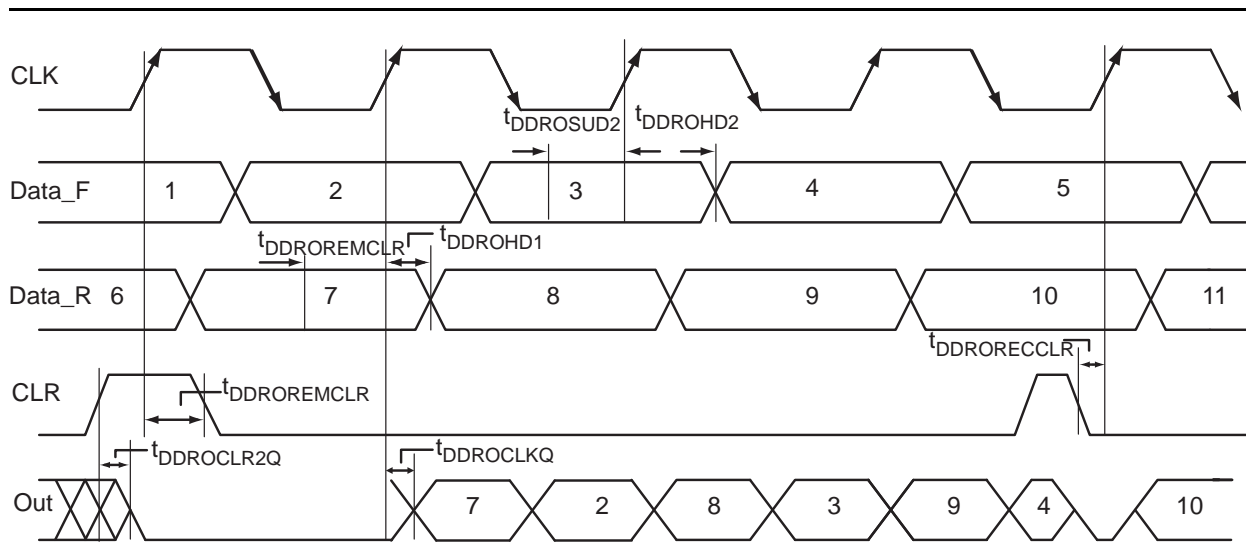 CLK
tDDROSUD2 tDDROHD2
Data_F 1 2 3 4 5
tDDROREMCLR tDDROHD1
Data_R 6 7 8 9 10 11
tDDRORECCLR
CLR
tDDROREMCLR
tDDROCLR2Q tDDROCLKQ
Out 7 2 8 3 9 4 10